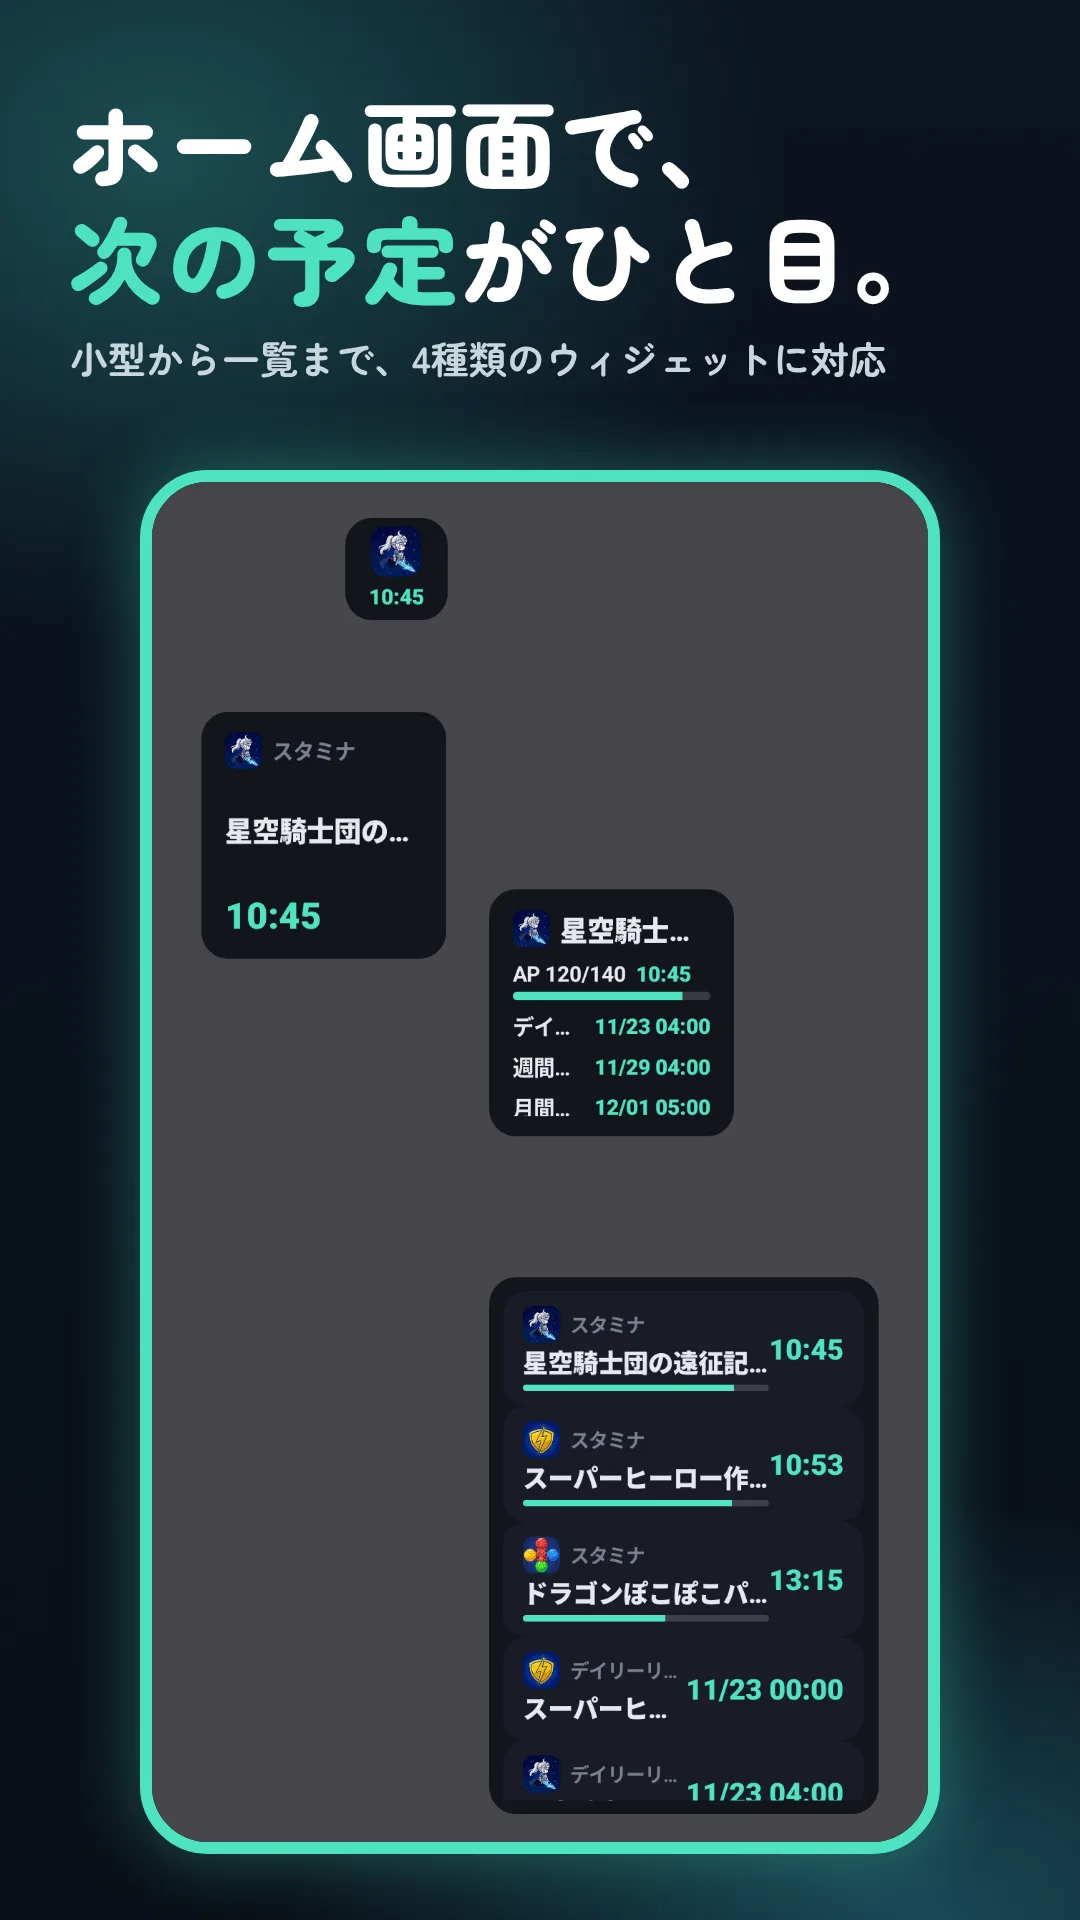 ホーム画面で、
次の予定がひと目。
小型から一覧まで、4種類のウィジェットに対応
10:45
スタミナ
星空騎士団の...
10:45
星空騎士...
AP 120/140 10:45
デイ... 11/23 04:00
週間... 11/29 04:00
月間... 12/01 05:00
スタミナ
星空騎士団の遠征記... 10:45
スタミナ
スーパーヒーロー作... 10:53
スタミナ
ドラゴンぽこぽこパ... 13:15
デイリーリ...
スーパーヒ... 11/23 00:00
デイリーリ...
11/23 04:00